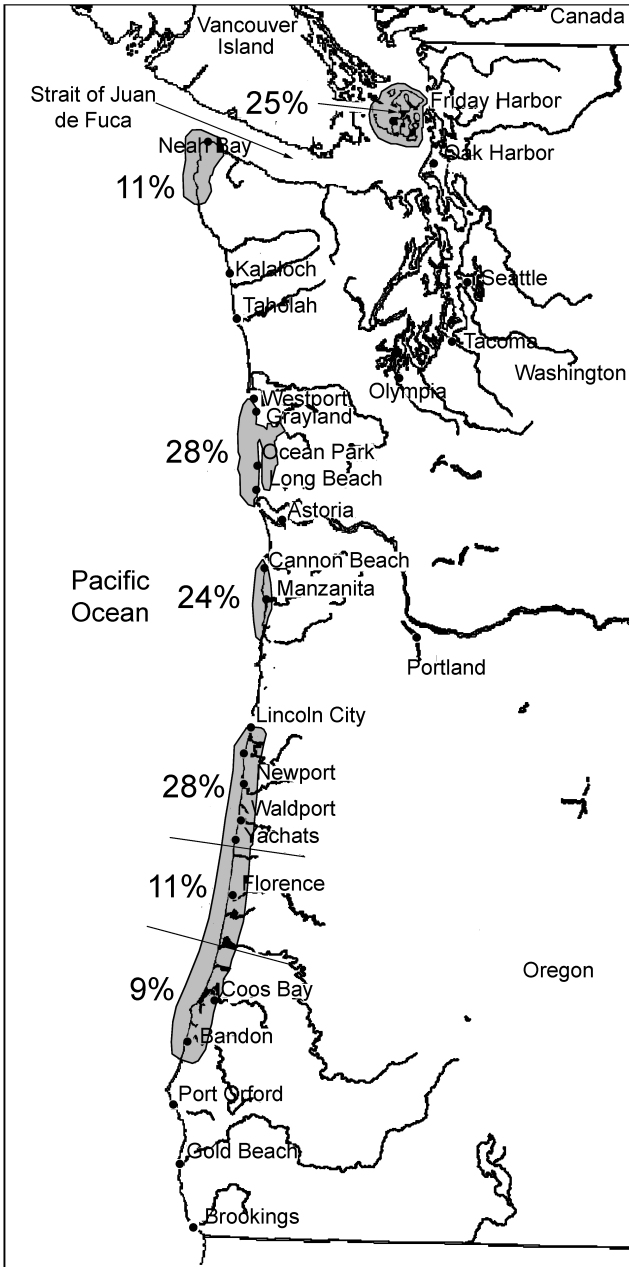 Canada
Vancouver
Island
Strait of Juan
de Fuca
25%
Friday Harbor
Neah Bay
Oak Harbor
11%
Kalaloch
Seattle
Taholah
Tacoma
Washington
Olympia
Westport
Grayland
28%
Ocean Park
Long Beach
Astoria
Cannon Beach
Pacific
Ocean
24%
Manzanita
Portland
Lincoln City
28%
Newport
Waldport
Yachats
11%
Florence
Oregon
9%
Coos Bay
Bandon
Port Orford
Gold Beach
Brookings